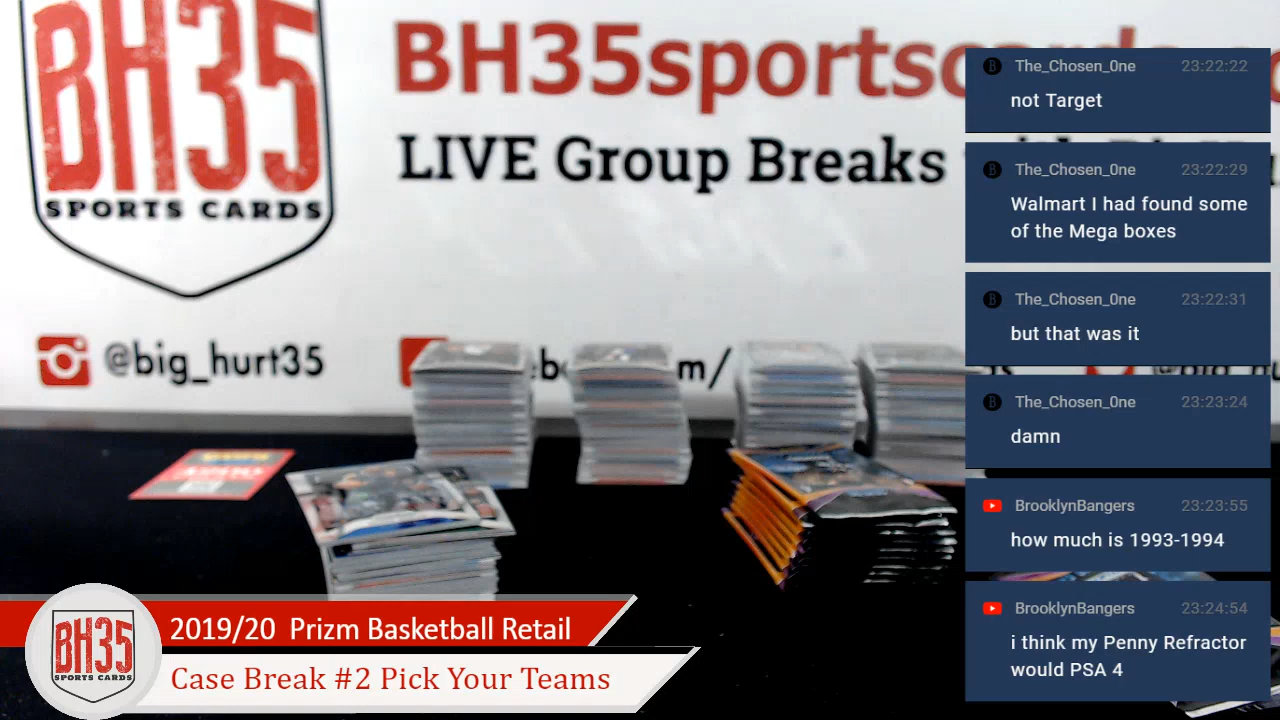 BH35
SPORTS CARDS
BH35sportscards.
LIVE Group Breaks
@big_hurt35
m/
The_Chosen_0ne 23:22:22
not Target
The_Chosen_0ne 23:22:29
Walmart I had found some
of the Mega boxes
The_Chosen_0ne 23:22:31
but that was it
The_Chosen_0ne 23:23:24
damn
BrooklynBangers 23:23:55
how much is 1993-1994
BrooklynBangers 23:24:54
i think my Penny Refractor
would PSA 4
BH35
SPORTS CARDS
2019/20 Prizm Basketball Retail
Case Break #2 Pick Your Teams